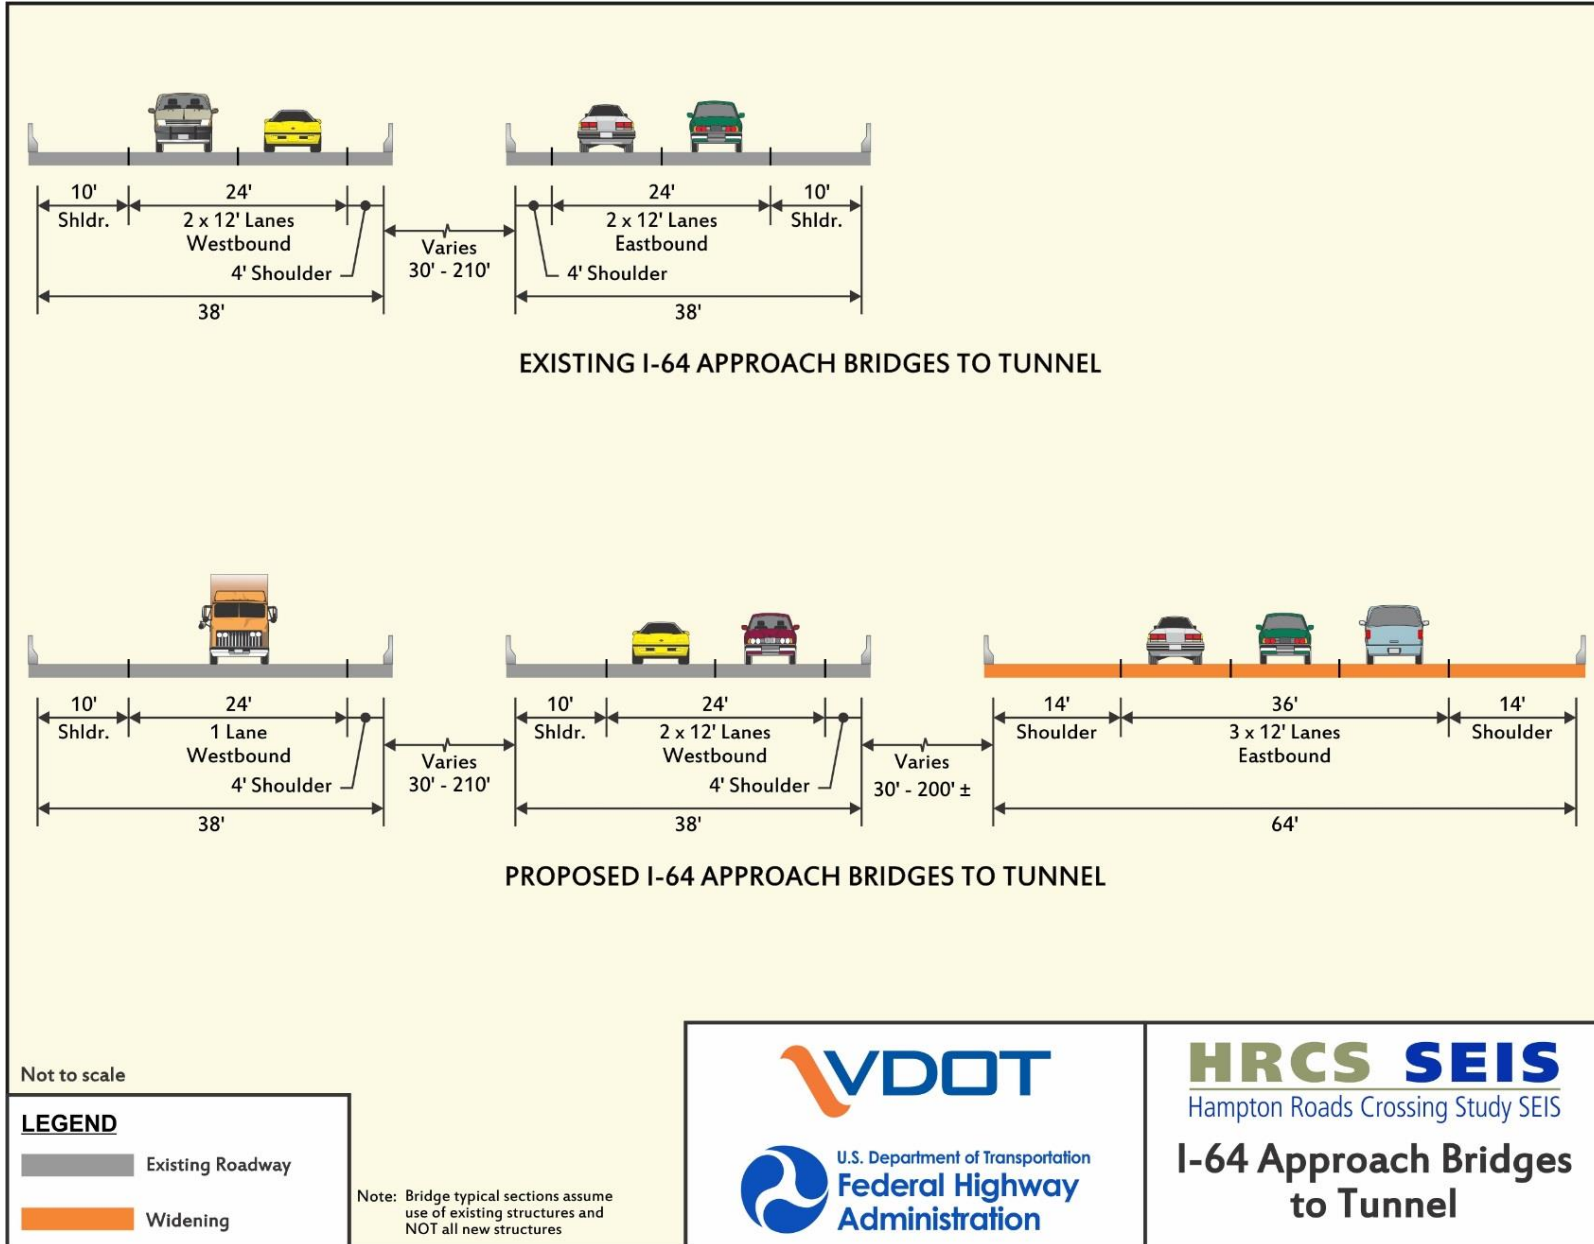 10'
24'
24'
10'
Shldr.
2 x 12' Lanes
Westbound
2 x 12' Lanes
Eastbound
Shldr.
Varies
30' - 210'
4' Shoulder
4' Shoulder
38'
38'
EXISTING I-64 APPROACH BRIDGES TO TUNNEL
10'
24'
10'
24'
14'
36'
14'
Shldr.
1 Lane
Westbound
Shldr.
2 x 12' Lanes
Westbound
Shoulder
3 x 12' Lanes
Eastbound
Shoulder
Varies
30' - 210'
Varies
30' - 200' ±
4' Shoulder
4' Shoulder
38'
38'
64'
PROPOSED I-64 APPROACH BRIDGES TO TUNNEL
Not to scale
LEGEND
Existing Roadway
Widening
Note: Bridge typical sections assume
use of existing structures and
NOT all new structures
VDOT
U.S. Department of Transportation
Federal Highway
Administration
HRCS SEIS
Hampton Roads Crossing Study SEIS
I-64 Approach Bridges
to Tunnel